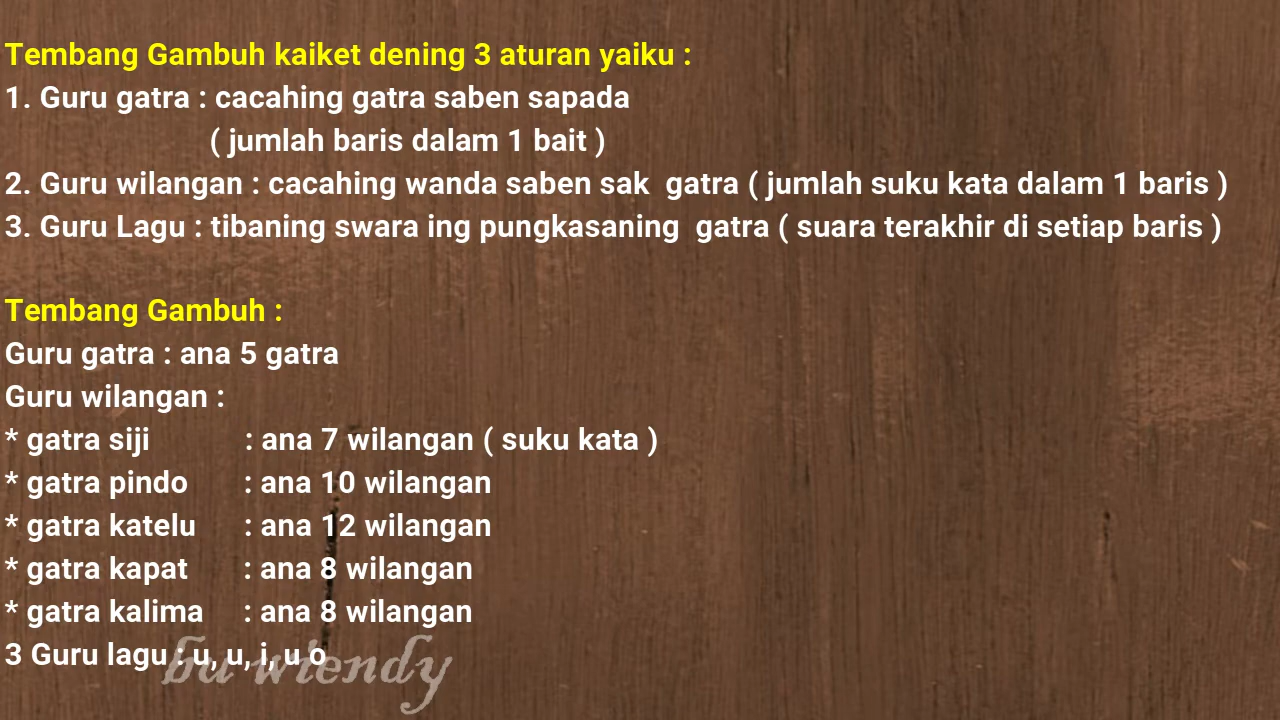 Tembang Gambuh kaiket dening 3 aturan yaiku :
1. Guru gatra : cacahing gatra saben sapada
( jumlah baris dalam 1 bait )
2. Guru wilangan : cacahing wanda saben sak gatra ( jumlah suku kata dalam 1 baris )
3. Guru Lagu : tibaning swara ing pungkasaning gatra ( suara terakhir di setiap baris )
Tembang Gambuh :
Guru gatra : ana 5 gatra
Guru wilangan :
* gatra siji : ana 7 wilangan ( suku kata )
* gatra pindo : ana 10 wilangan
* gatra katelu : ana 12 wilangan
* gatra kapat : ana 8 wilangan
* gatra kalima : ana 8 wilangan
3 Guru lagu : u, u, i, u o
bu wiendy